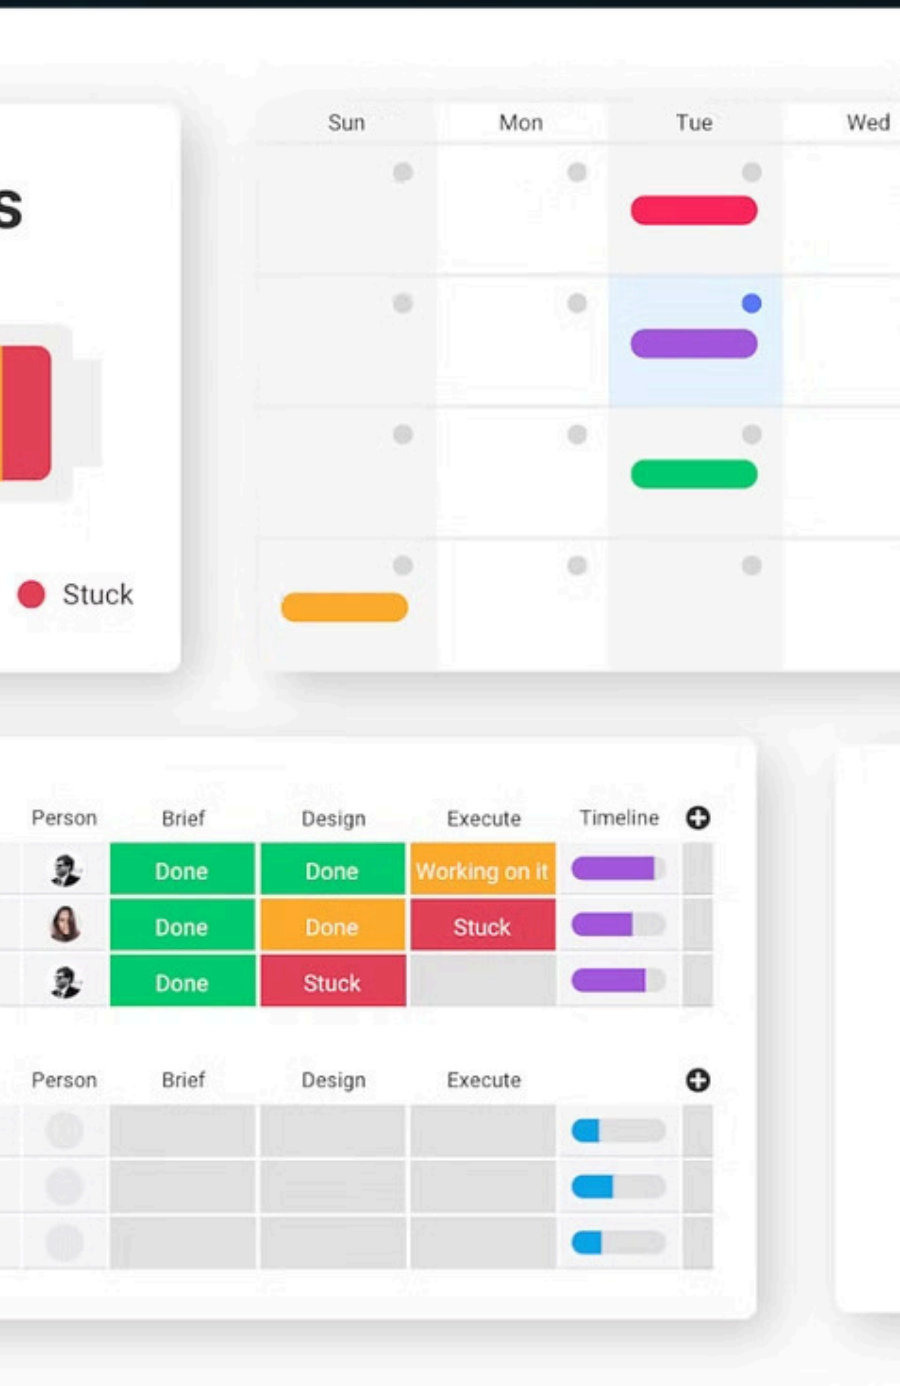 Sun Mon Tue Wed
s
Stuck
Person Brief Design Execute Timeline
Done Done Working on it
Done Done Stuck
Done Stuck
Person Brief Design Execute